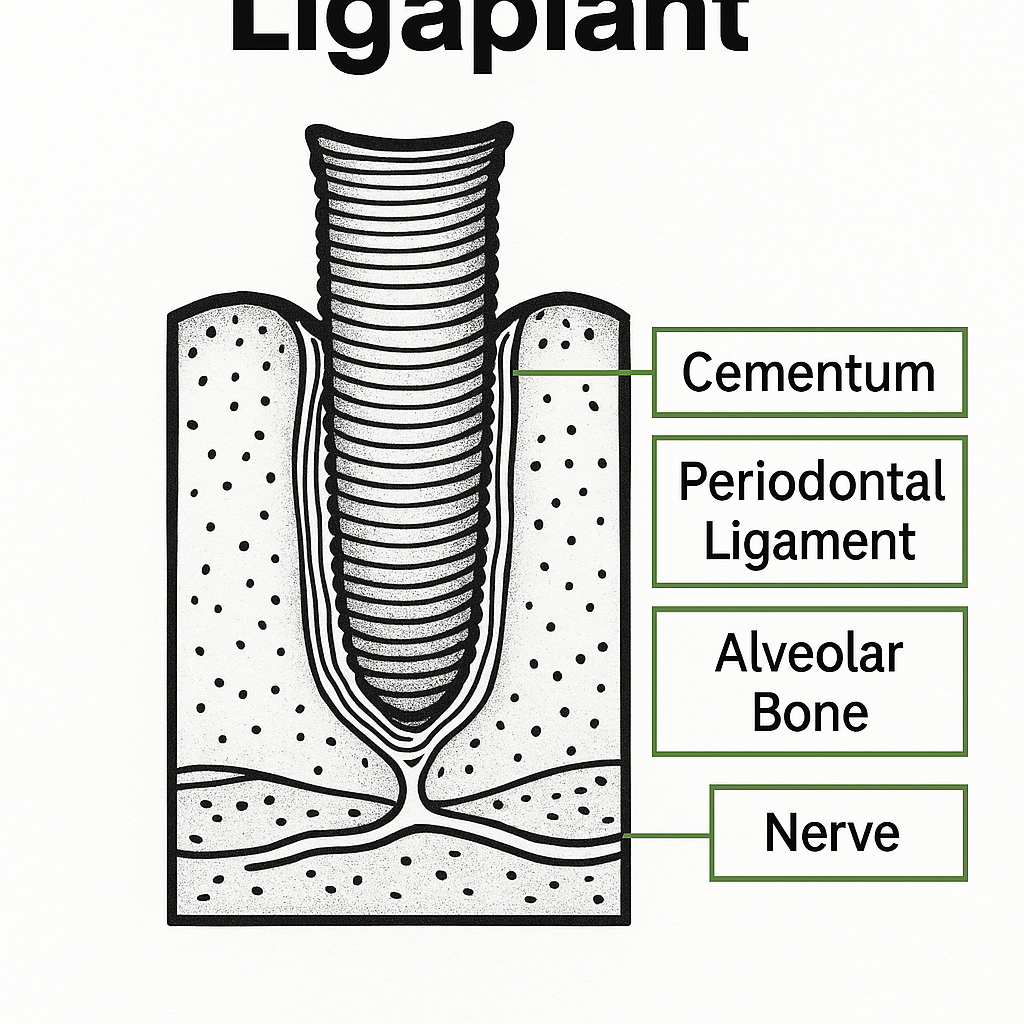 Ligaplant
Cementum
Periodontal
Ligament
Alveolar
Bone
Nerve